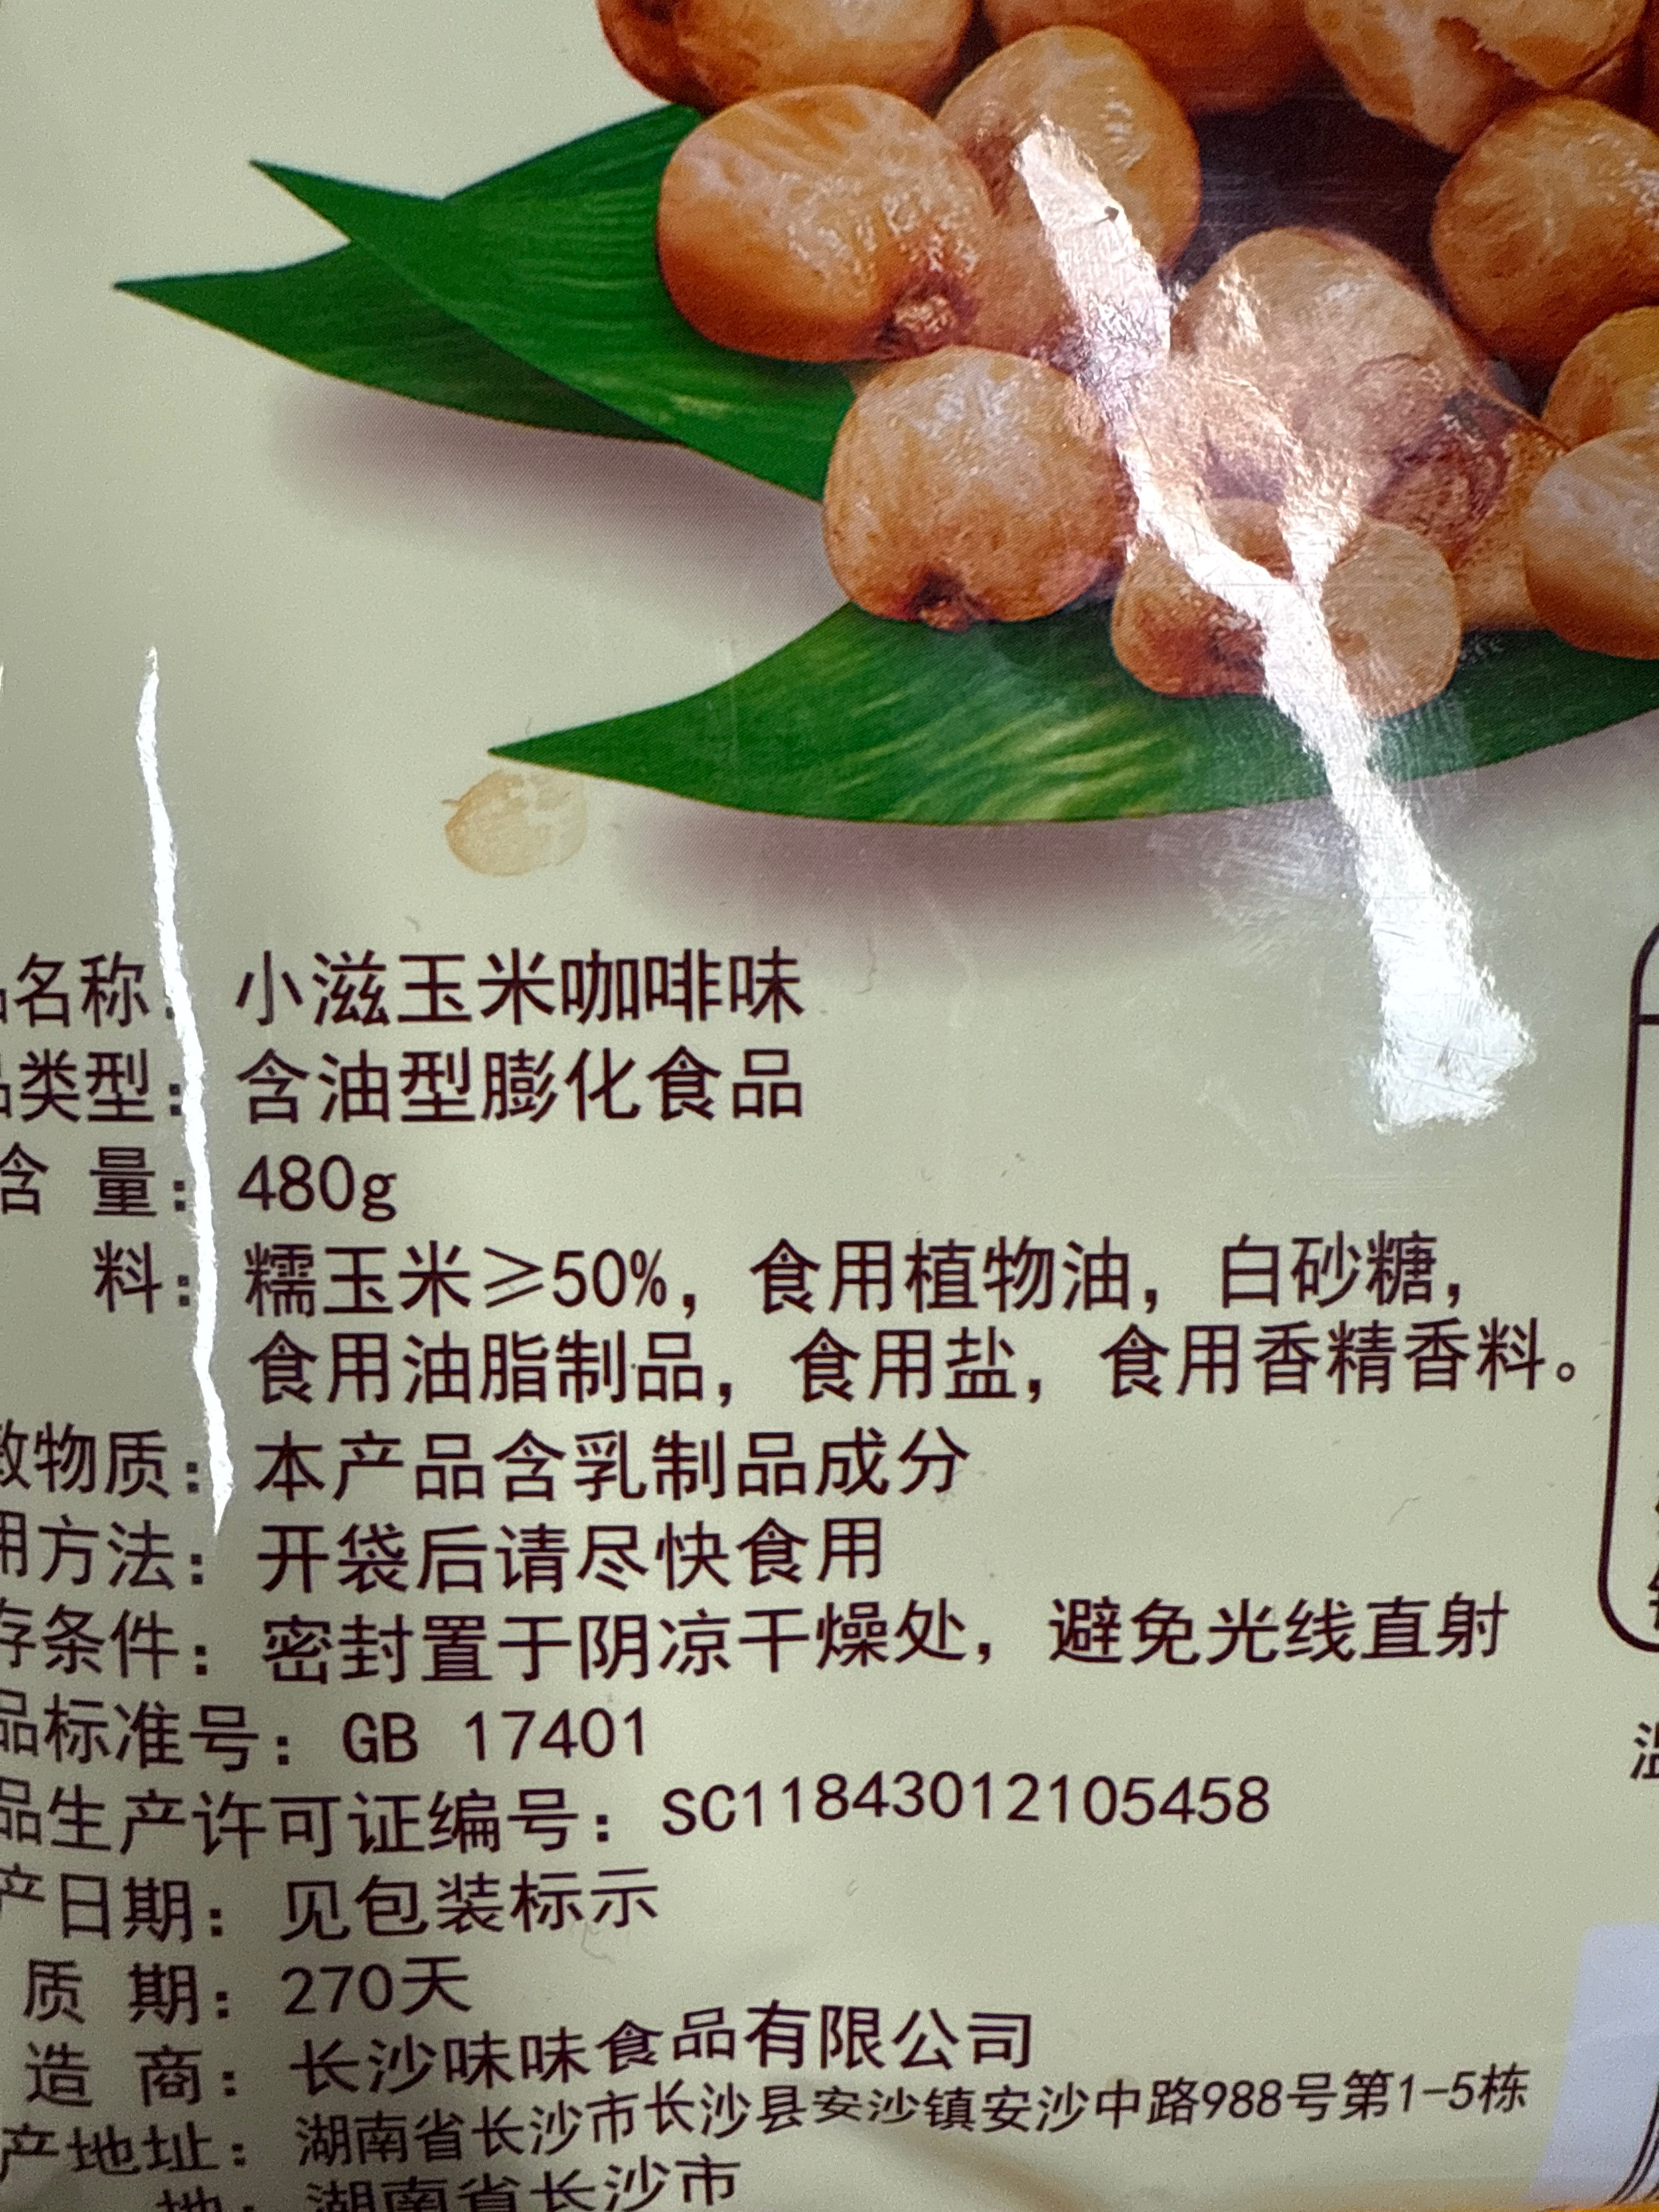 名称：小滋玉米咖啡味
类型：含油型膨化食品
含量：480g
料：糯玉米≥50%，食用植物油，白砂糖，
食用油脂制品，食用盐，食用香精香料。
物质：本产品含乳制品成分
用方法：开袋后请尽快食用
存条件：密封置于阴凉干燥处，避免光线直射
品标准号：GB 17401
品生产许可证编号：SC11843012105458
产日期：见包装标示
质期：270天
造商：长沙味味食品有限公司
产地址：湖南省长沙市长沙县安沙镇安沙中路988号第1-5栋
地：湖南省长沙市